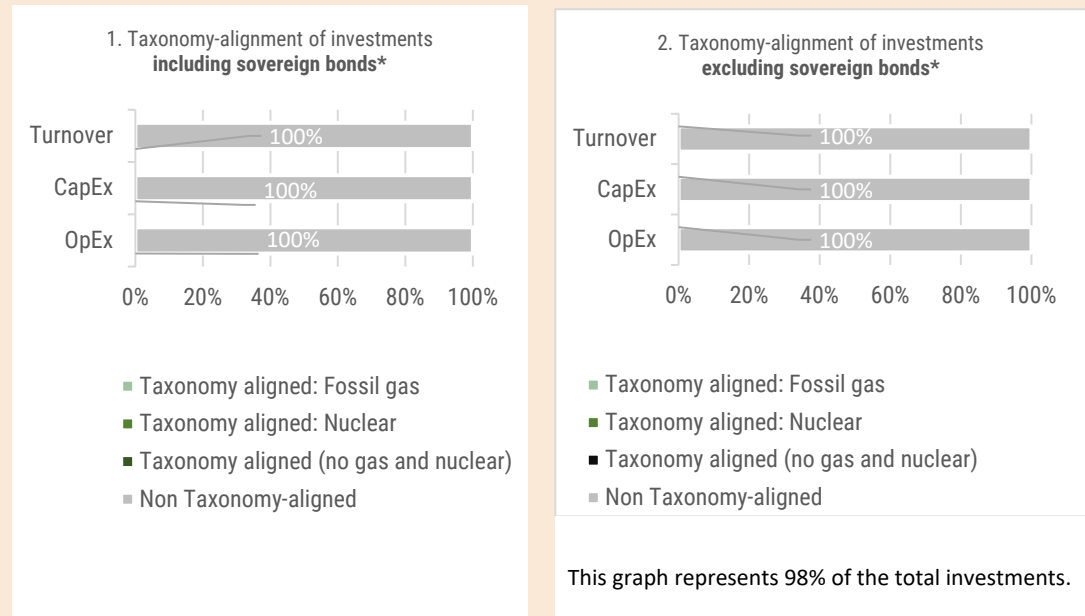 1. Taxonomy-alignment of investments
including sovereign bonds*
Turnover
100%
CapEx
100%
OpEx
100%
0% 20% 40% 60% 80% 100%
Taxonomy aligned: Fossil gas
Taxonomy aligned: Nuclear
Taxonomy aligned (no gas and nuclear)
Non Taxonomy-aligned
2. Taxonomy-alignment of investments
excluding sovereign bonds*
Turnover
100%
CapEx
100%
OpEx
100%
0% 20% 40% 60% 80% 100%
Taxonomy aligned: Fossil gas
Taxonomy aligned: Nuclear
Taxonomy aligned (no gas and nuclear)
Non Taxonomy-aligned
This graph represents 98% of the total investments.